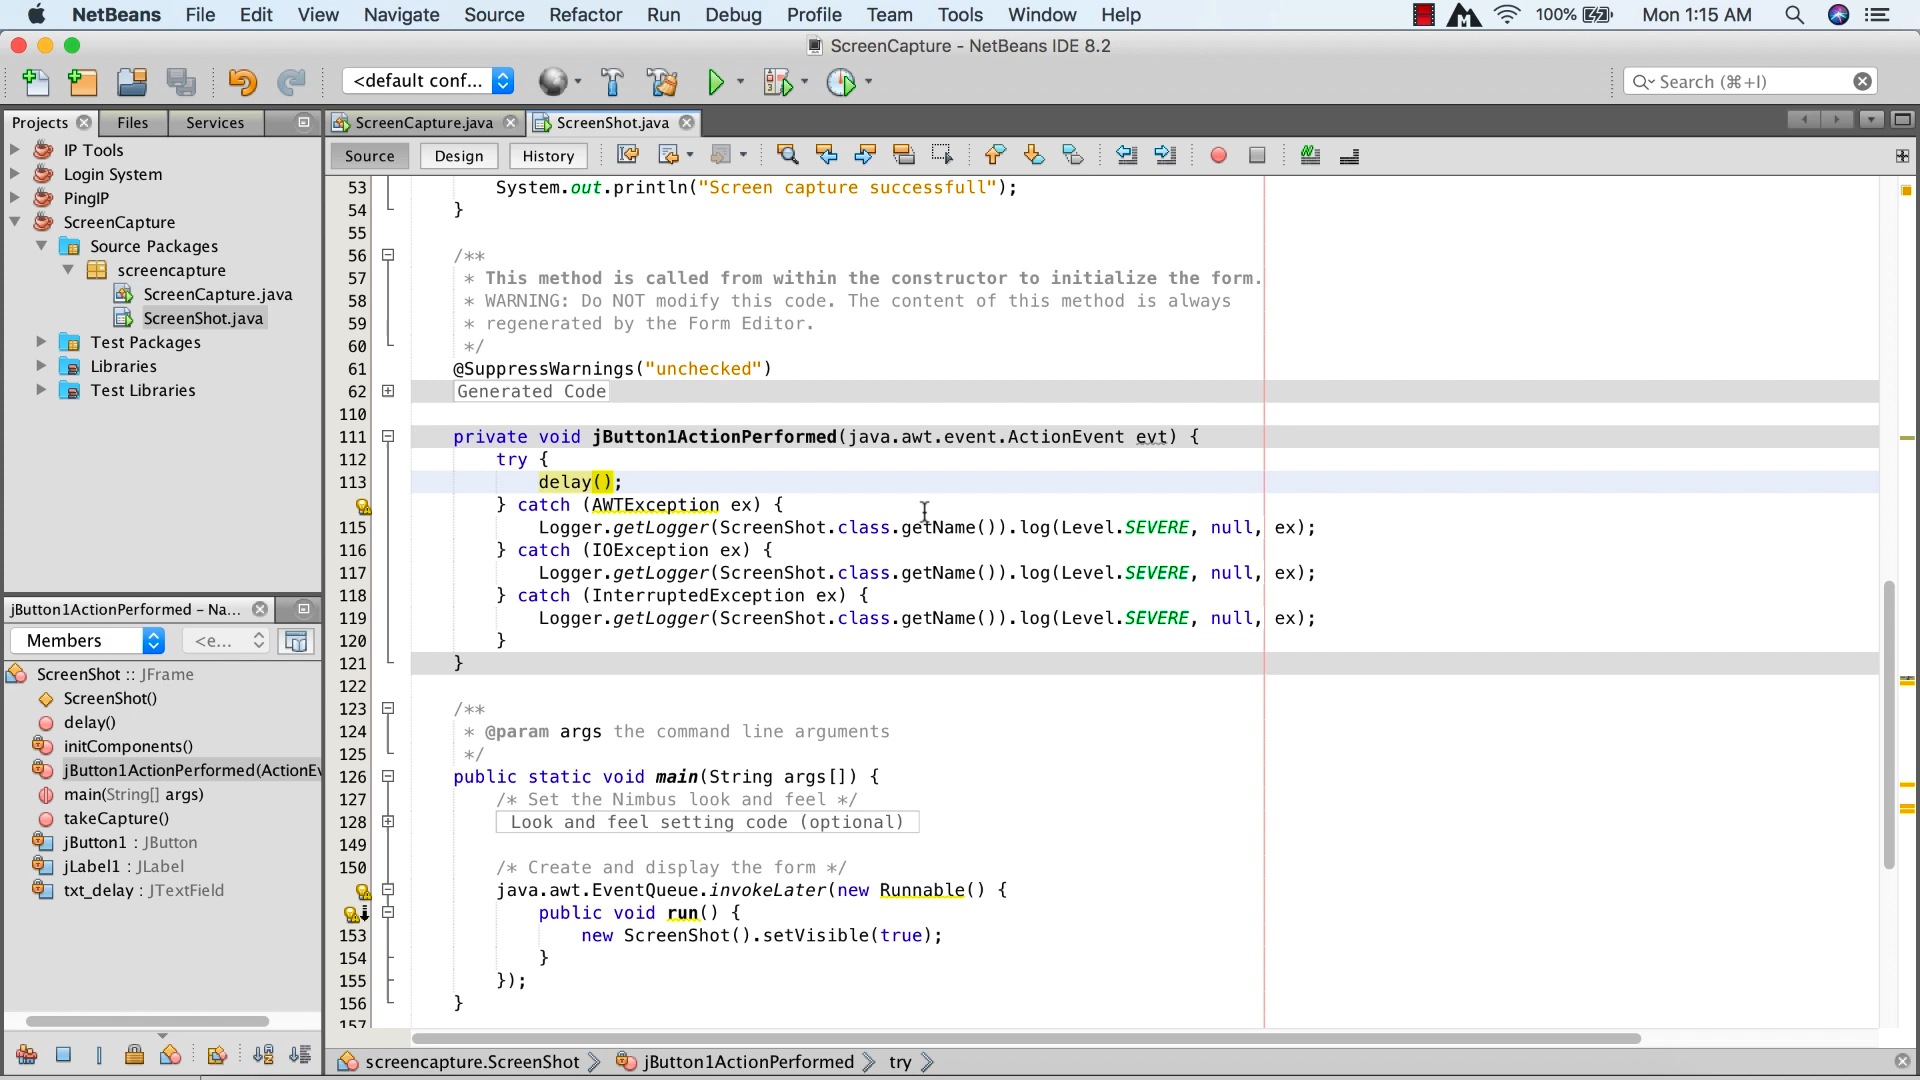 NetBeans File Edit View Navigate Source Refactor Run Debug Profile Team Tools Window Help 100% Mon 1:15 AM
ScreenCapture - NetBeans IDE 8.2
<default conf... Search (⌘+I)
Projects Files Services ScreenCapture.java ScreenShot.java
Source Design History
IP Tools
Login System
PingIP
ScreenCapture
Source Packages
screencapture
ScreenCapture.java
ScreenShot.java
Test Packages
Libraries
Test Libraries
jButton1ActionPerformed - Na...
Members <e...
ScreenShot :: JFrame
ScreenShot()
delay()
initComponents()
jButton1ActionPerformed(ActionEv
main(String[] args)
takeCapture()
jButton1 : JButton
jLabel1 : JLabel
txt_delay : JTextField
53 System.out.println("Screen capture successfull");
54 }
55
56 /**
57 * This method is called from within the constructor to initialize the form.
58 * WARNING: Do NOT modify this code. The content of this method is always
59 * regenerated by the Form Editor.
60 */
61 @SuppressWarnings("unchecked")
62 Generated Code
110
111 private void jButton1ActionPerformed(java.awt.event.ActionEvent evt) {
112 try {
113 delay();
} catch (AWTException ex) {
115 Logger.getLogger(ScreenShot.class.getName()).log(Level.SEVERE, null, ex);
116 } catch (IOException ex) {
117 Logger.getLogger(ScreenShot.class.getName()).log(Level.SEVERE, null, ex);
118 } catch (InterruptedException ex) {
119 Logger.getLogger(ScreenShot.class.getName()).log(Level.SEVERE, null, ex);
120 }
121 }
122
123 /**
124 * @param args the command line arguments
125 */
126 public static void main(String args[]) {
127 /* Set the Nimbus look and feel */
128 Look and feel setting code (optional)
149
150 /* Create and display the form */
java.awt.EventQueue.invokeLater(new Runnable() {
public void run() {
153 new ScreenShot().setVisible(true);
154 }
155 });
156 }
157
screencapture.ScreenShot jButton1ActionPerformed try